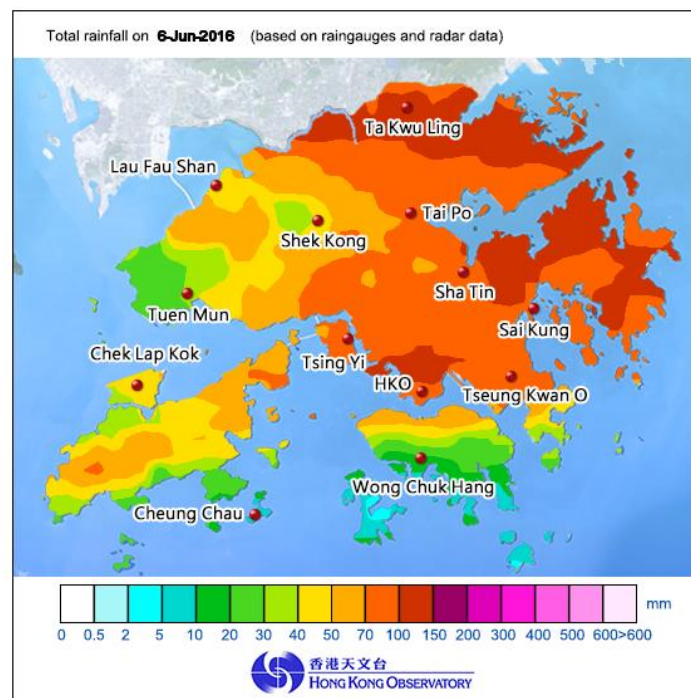 Total rainfall on 6-Jun-2016 (based on raingauges and radar data)
Ta Kwu Ling
Lau Fau Shan
Tai Po
Shek Kong
Sha Tin
Tuen Mun
Sai Kung
Chek Lap Kok
Tsing Yi
HKO
Tseung Kwan O
Wong Chuk Hang
Cheung Chau
0 0.5 2 5 10 20 30 40 50 70 100 150 200 300 400 500 600>600 mm
香港天文台
HONG KONG OBSERVATORY